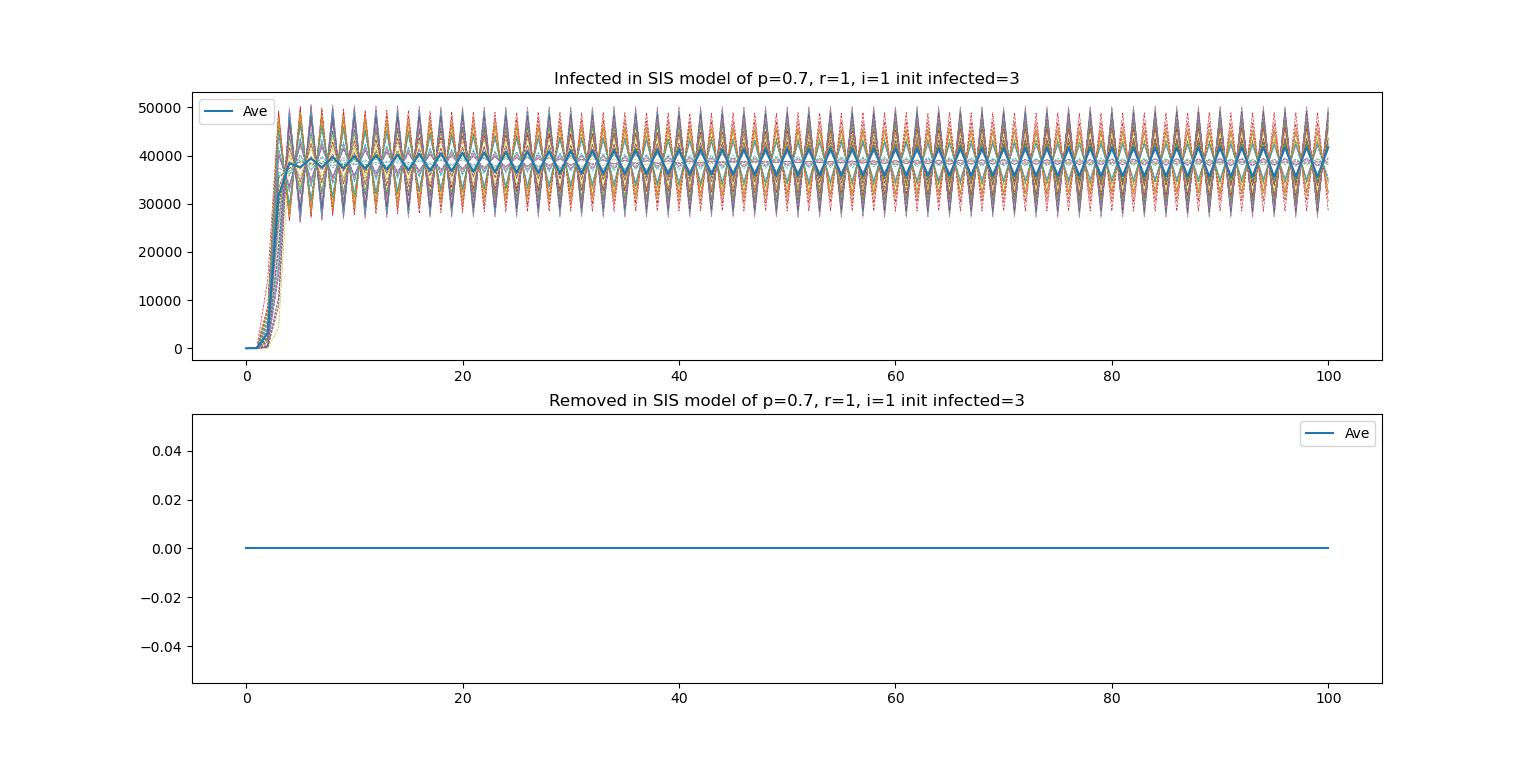 Infected in SIS model of p=0.7, r=1, i=1 init infected=3
Ave
50000
40000
30000
20000
10000
0
0 20 40 60 80 100
Removed in SIS model of p=0.7, r=1, i=1 init infected=3
Ave
0.04
0.02
0.00
−0.02
−0.04
0 20 40 60 80 100